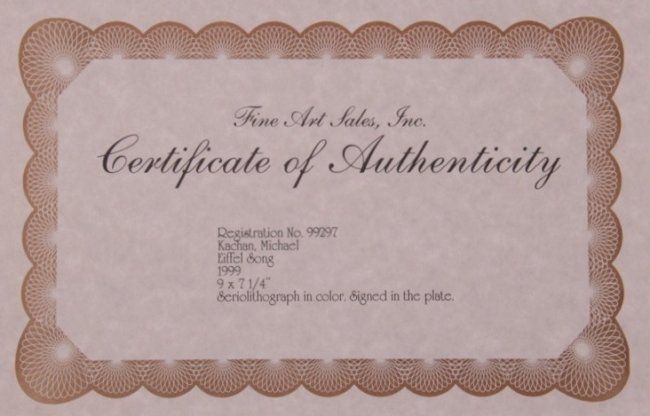 Fine Art Sales, Inc.
Certificate of Authenticity
Registration No. 99297
Kachan, Michael
Eiffel Song
1999
9 x 7 1/4"
Seriolithograph in color. Signed in the plate.